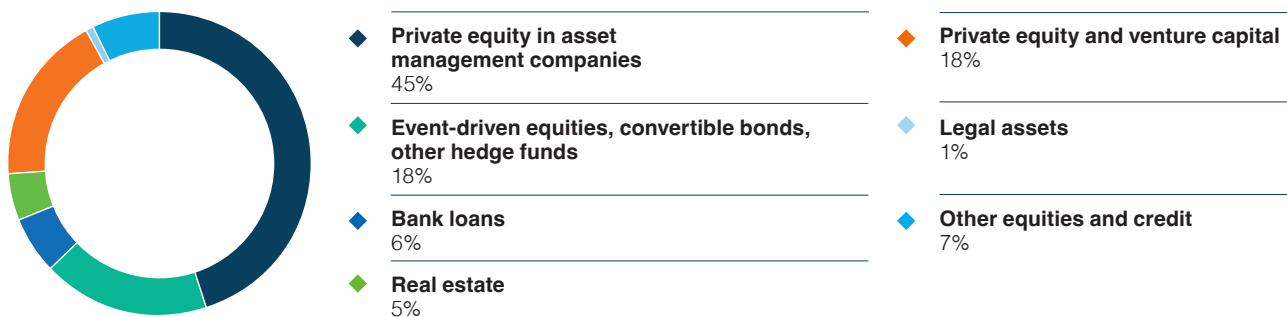 Private equity in asset
management companies
45%
Event-driven equities, convertible bonds,
other hedge funds
18%
Bank loans
6%
Real estate
5%
Private equity and venture capital
18%
Legal assets
1%
Other equities and credit
7%